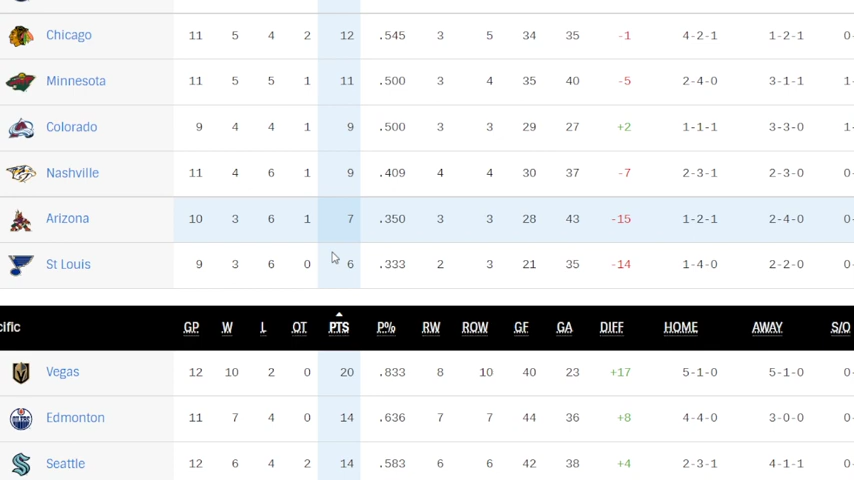 Chicago 11 5 4 2 12 .545 3 5 34 35 -1 4-2-1 1-2-1 0-
Minnesota 11 5 5 1 11 .500 3 4 35 40 -5 2-4-0 3-1-1 1-
Colorado 9 4 4 1 9 .500 3 3 29 27 +2 1-1-1 3-3-0 1-
Nashville 11 4 6 1 9 .409 4 4 30 37 -7 2-3-1 2-3-0 0-
Arizona 10 3 6 1 7 .350 3 3 28 43 -15 1-2-1 2-4-0 0-
St Louis 9 3 6 0 6 .333 2 3 21 35 -14 1-4-0 2-2-0 0-
cific GP W L OT PTS P% RW ROW GF GA DIFF HOME AWAY S/O
Vegas 12 10 2 0 20 .833 8 10 40 23 +17 5-1-0 5-1-0 0-
Edmonton 11 7 4 0 14 .636 7 7 44 36 +8 4-4-0 3-0-0 0-
Seattle 12 6 4 2 14 .583 6 6 42 38 +4 2-3-1 4-1-1 0-